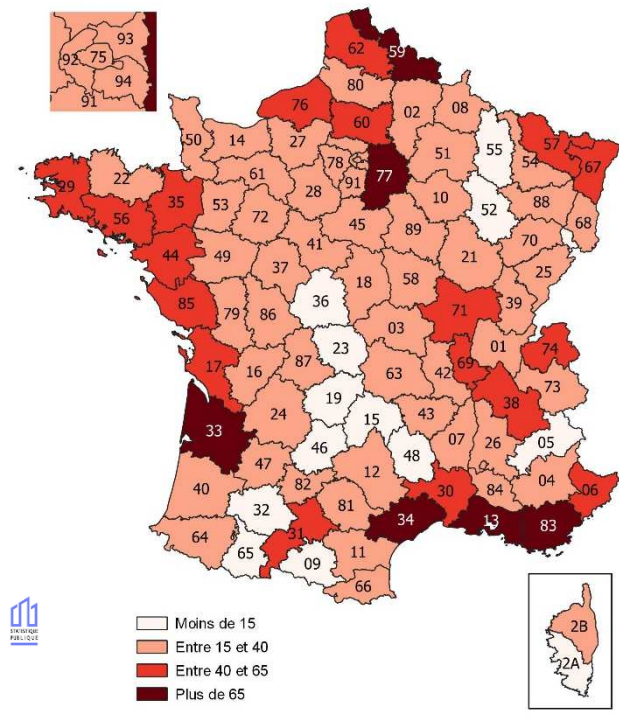 93
92 75
94
91
62 59
80
76 02 08
60
50 14 27 55 57
51 54 67
78
61 91 77
29 22 35 28 10 88 68
53 52
56 72 45
41 89 70
44 49 21 25
37 18 58
85 79 86 36 71 39
03
23 01 74
17 16 87 69
63 42 73
19 38
24 15 43
33 05
46 48 07 26
47 12
40 82 30 84 04 06
32 81
64 31 34 13 83
65 09 11
66
2B
2A
STATISTIQUE
PUBLIQUE
Moins de 15
Entre 15 et 40
Entre 40 et 65
Plus de 65